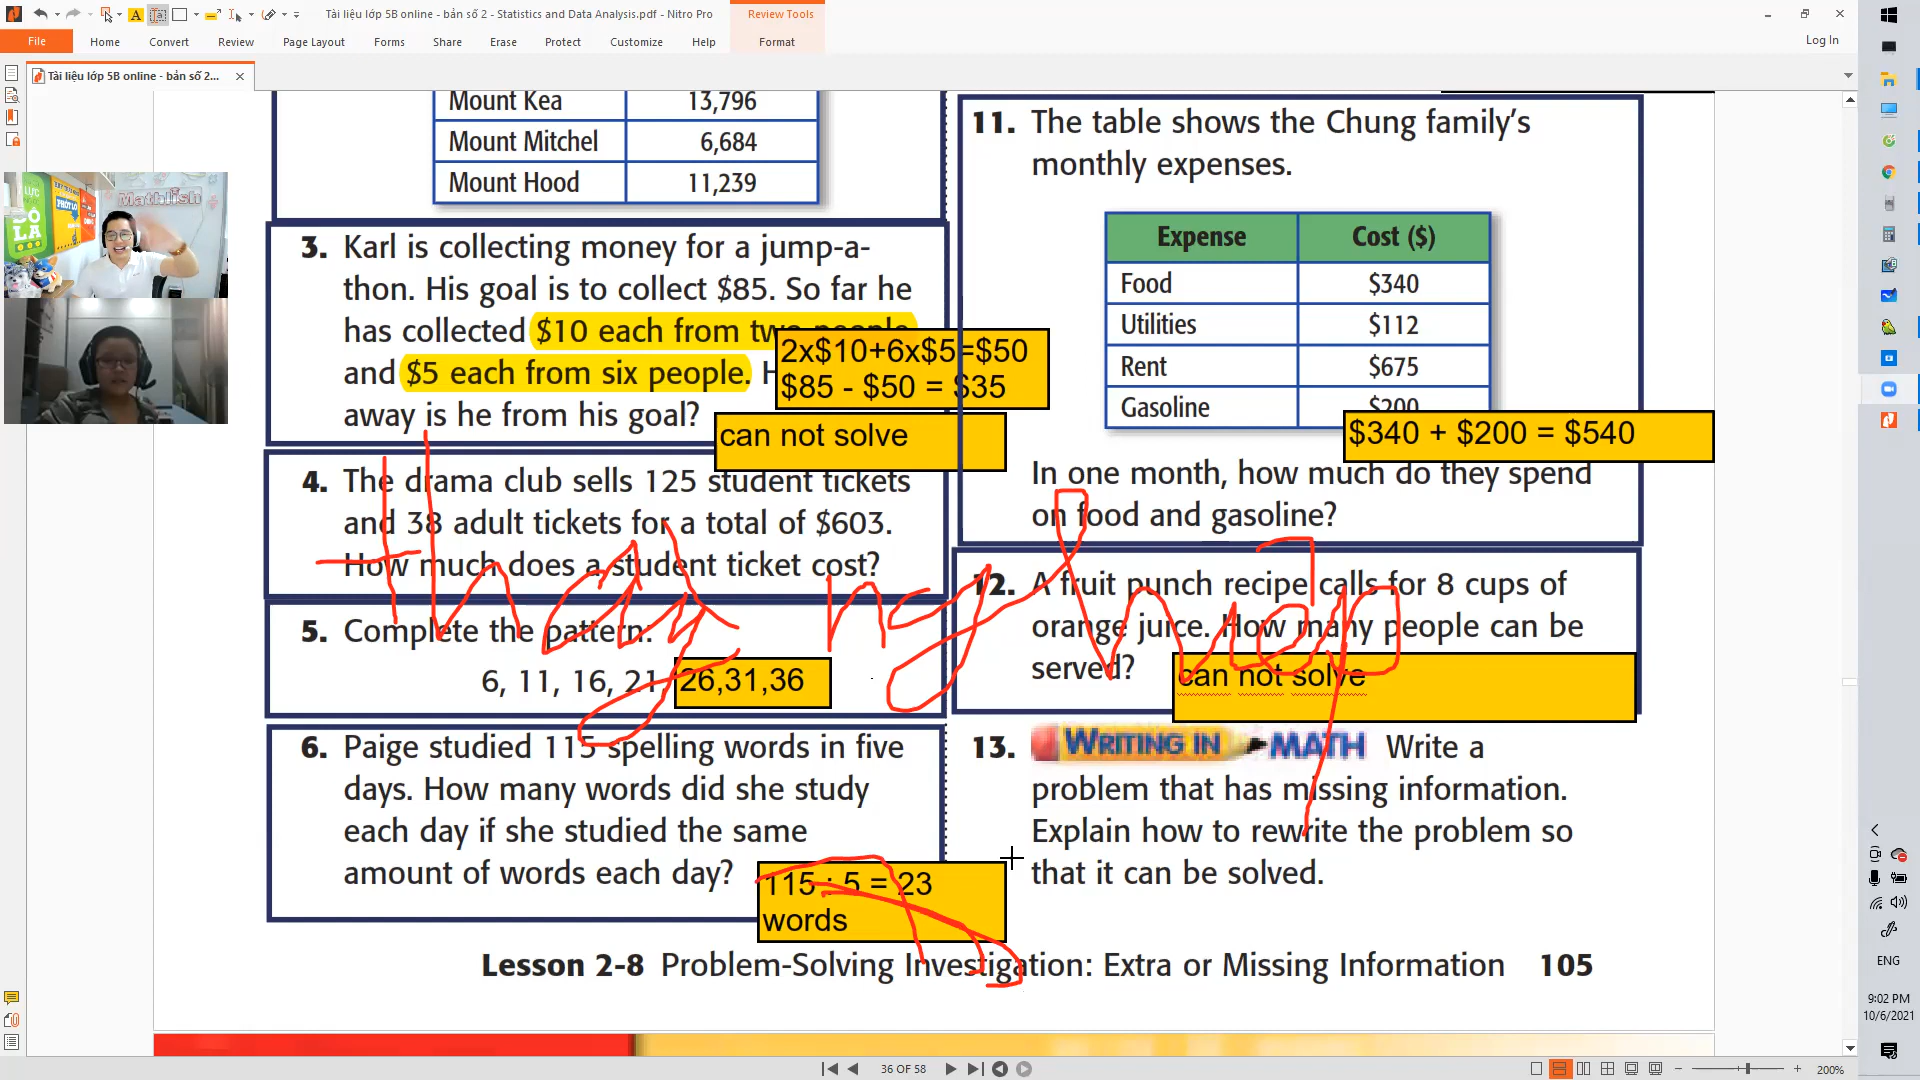 Tài liệu lớp 5B online - bản số 2 - Statistics and Data Analysis.pdf - Nitro Pro
Review Tools
File
Home
Convert
Review
Page Layout
Forms
Share
Erase
Protect
Customize
Help
Format
Log In
Tài liệu lớp 5B online - bản số 2...
Mount Kea 13,796
Mount Mitchel 6,684
Mount Hood 11,239
Mathlish
3. Karl is collecting money for a jump-a-
thon. His goal is to collect $85. So far he
has collected $10 each from two people
and $5 each from six people. H
away is he from his goal?
2x$10+6x$5=$50
$85 - $50 = $35
can not solve
4. The drama club sells 125 student tickets
and 38 adult tickets for a total of $603.
How much does a student ticket cost?
5. Complete the pattern:
6, 11, 16, 21,
26,31,36
6. Paige studied 115 spelling words in five
days. How many words did she study
each day if she studied the same
amount of words each day?
115 : 5 = 23
words
11. The table shows the Chung family's
monthly expenses.
Expense Cost ($)
Food $340
Utilities $112
Rent $675
Gasoline $200
$340 + $200 = $540
In one month, how much do they spend
on food and gasoline?
12. A fruit punch recipe calls for 8 cups of
orange juice. How many people can be
served?
can not solve
13. WRITING IN MATH Write a
problem that has missing information.
Explain how to rewrite the problem so
that it can be solved.
Lesson 2-8 Problem-Solving Investigation: Extra or Missing Information 105
36 OF 58
200%
ENG
9:02 PM
10/6/2021